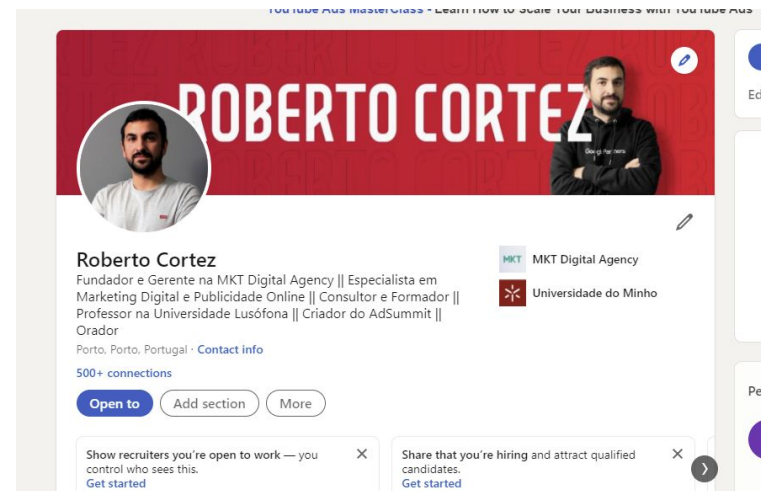 YouTube Ads MasterClass - Learn How to Scale Your Business with YouTube Ads
ROBERTO CORTEZ
Roberto Cortez
Fundador e Gerente na MKT Digital Agency || Especialista em
Marketing Digital e Publicidade Online || Consultor e Formador ||
Professor na Universidade Lusófona || Criador do AdSummit ||
Orador
Porto, Porto, Portugal · Contact info
500+ connections
MKT MKT Digital Agency
Universidade do Minho
Open to Add section More
Show recruiters you're open to work — you
control who sees this.
Get started
Share that you're hiring and attract qualified
candidates.
Get started